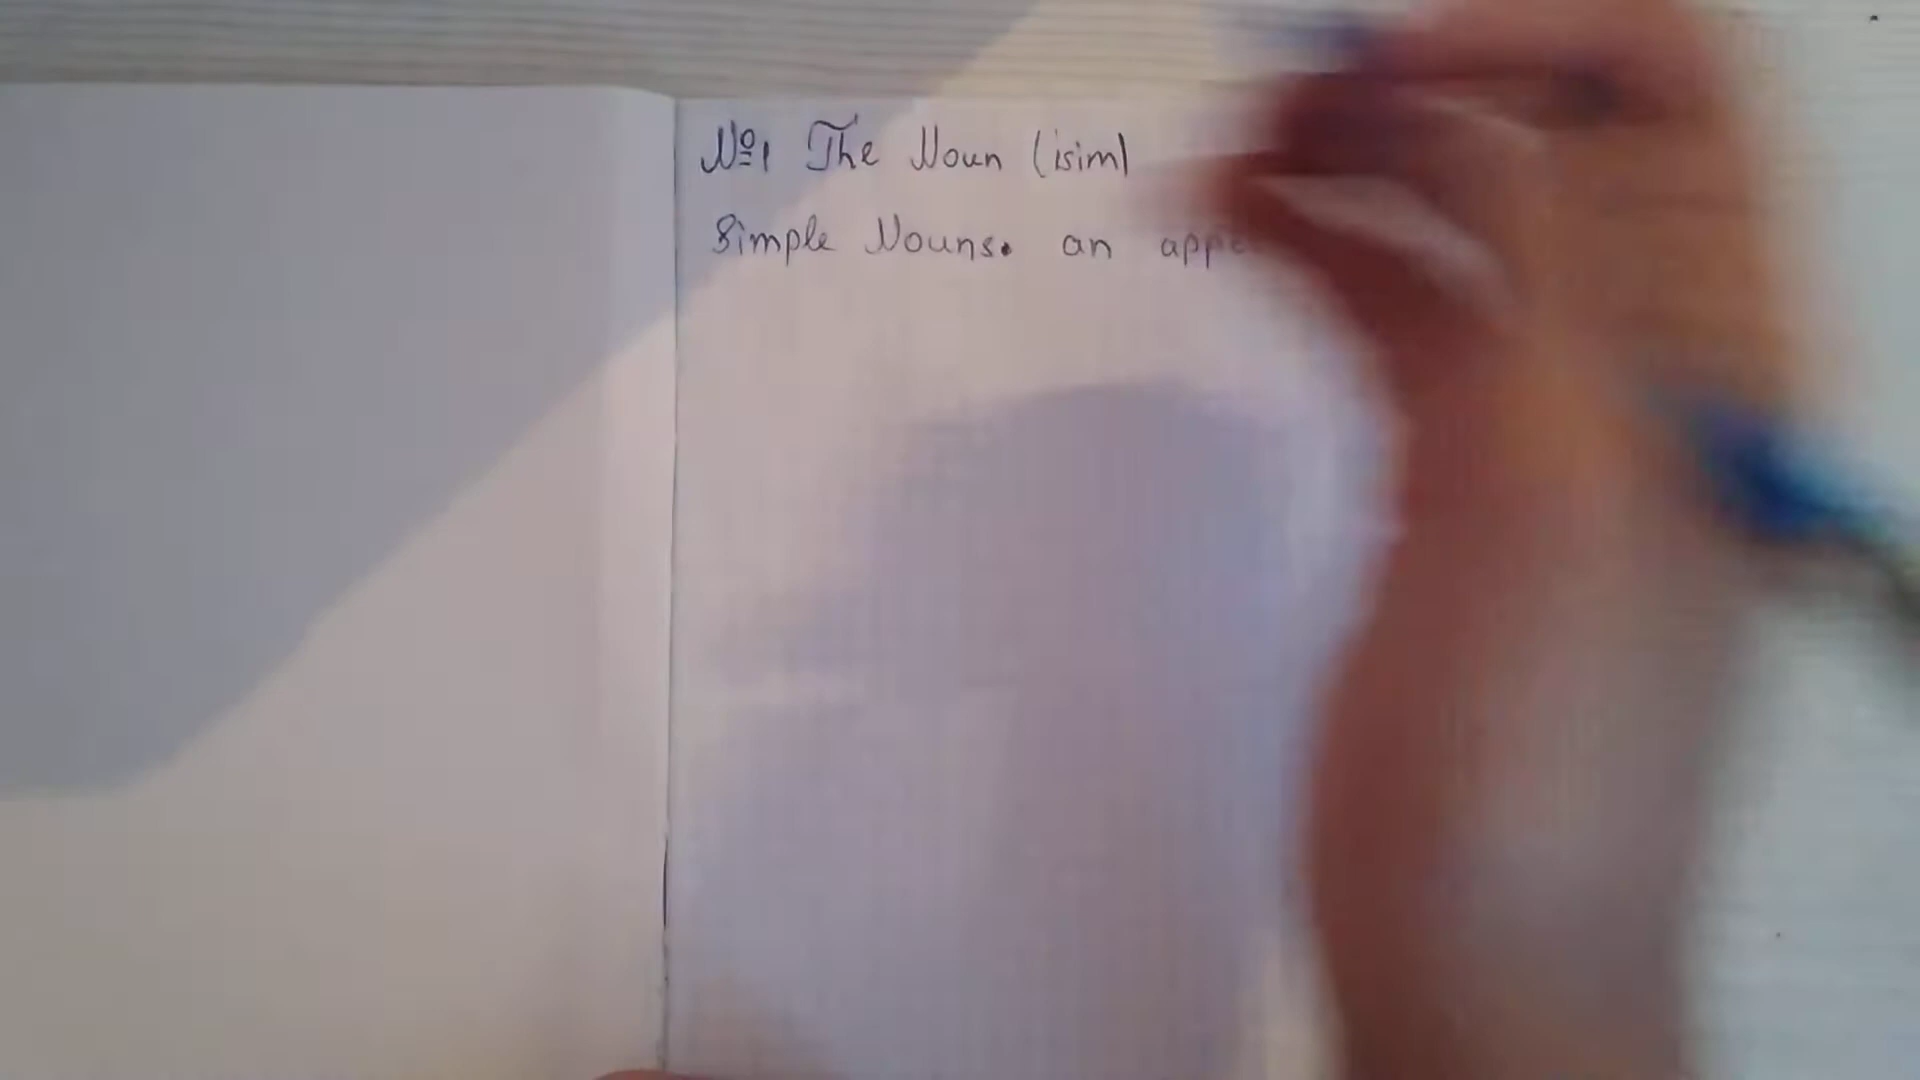 №1 The Noun (isim)
Simple Nouns. an